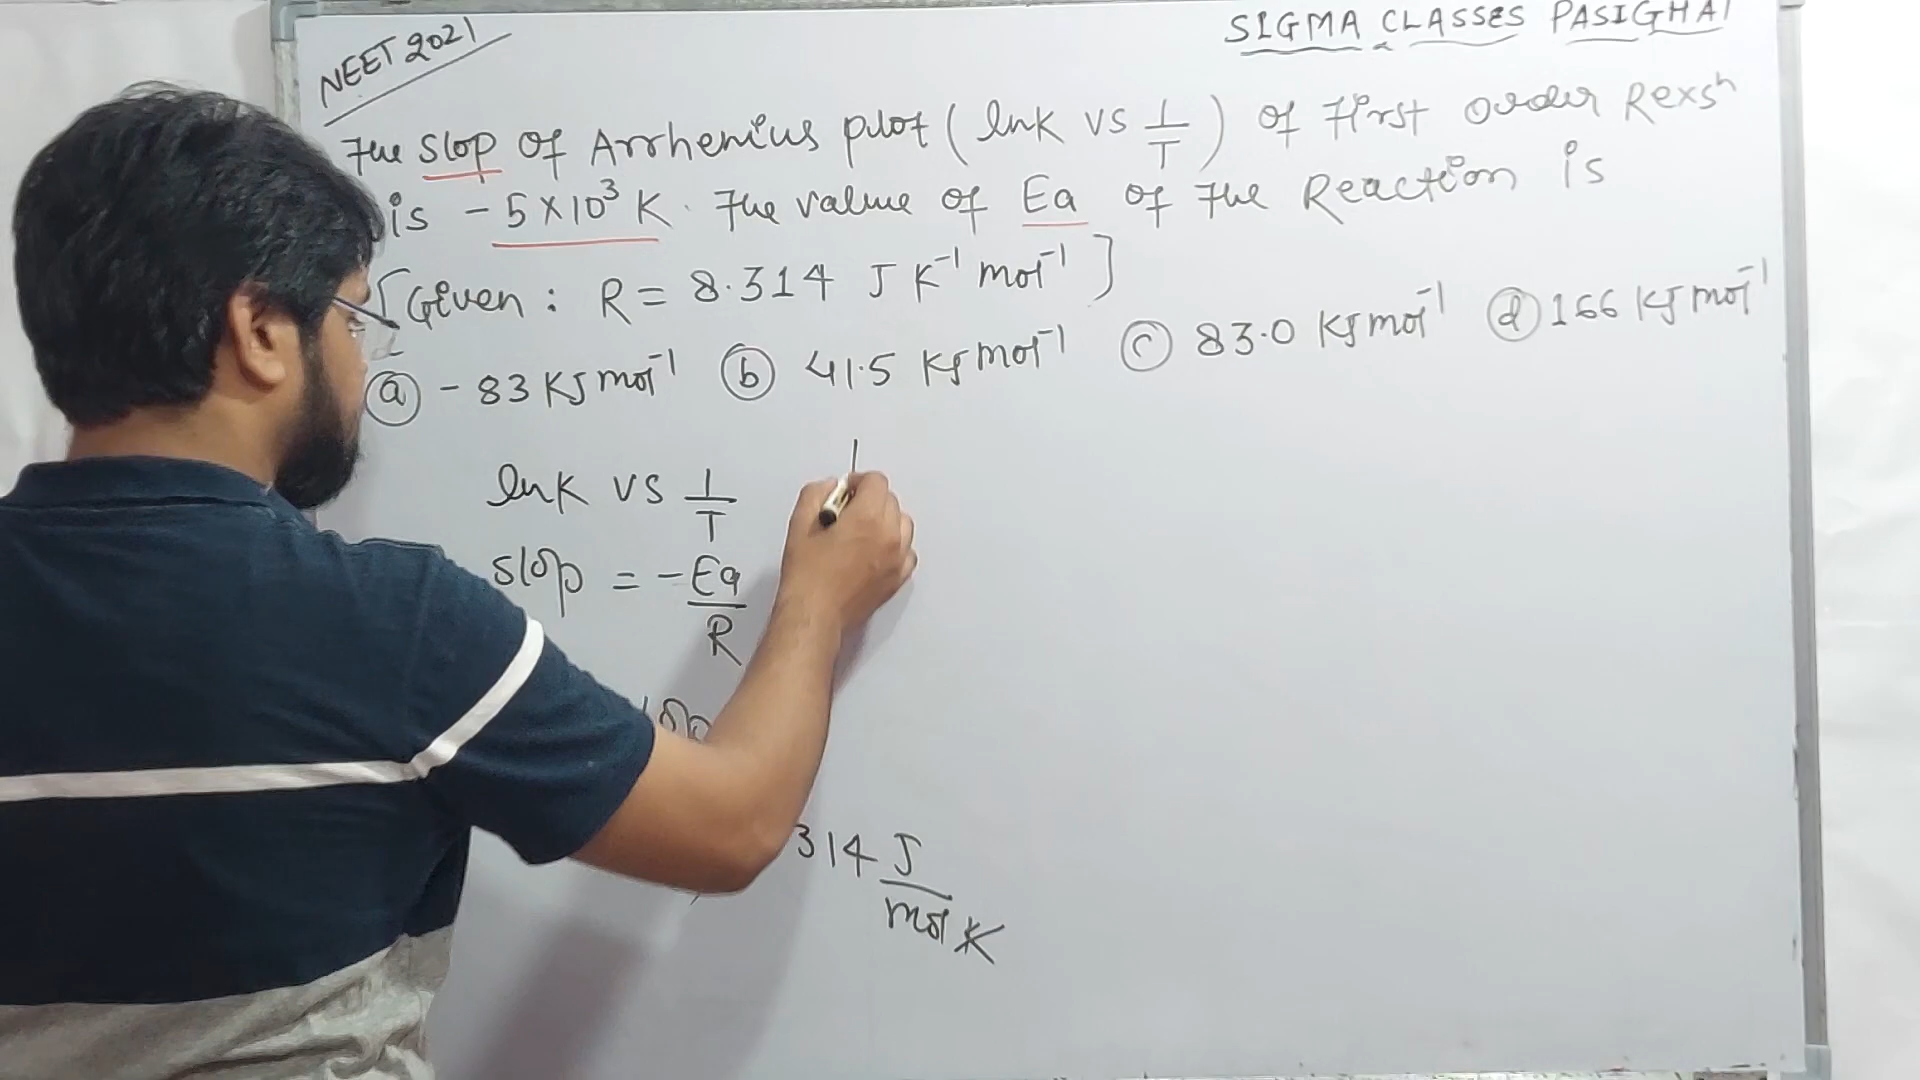 NEET 2021
SIGMA CLASSES PASIGHAT
The Slop of Arrhenius plot ( lnK vs 1/T ) of First order Rexsn
is - 5 × 10³ K. The value of Ea of the Reaction is
[Given : R = 8.314 J K⁻¹ mol⁻¹ ]
(a) - 83 KJ mol⁻¹ (b) 41.5 KJ mol⁻¹ (c) 83.0 KJ mol⁻¹ (d) 166 KJ mol⁻¹
lnK vs 1/T
slop = -Ea/R
314 J/mol K